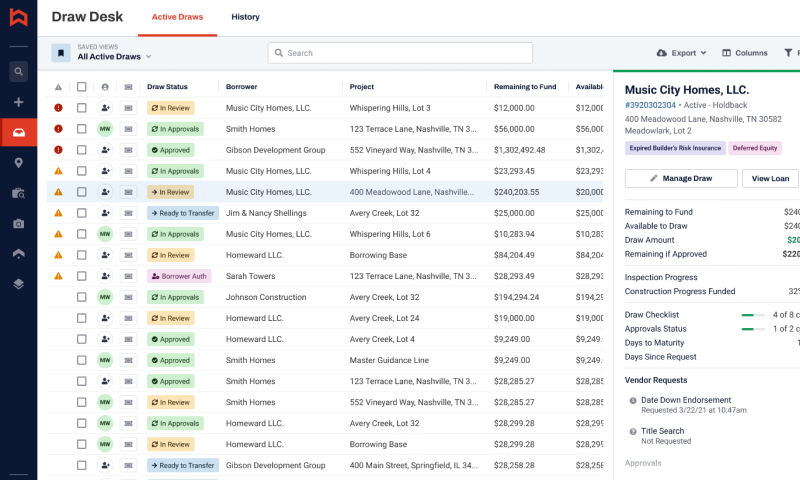 Draw Desk
Active Draws
History
SAVED VIEWS
All Active Draws
Search
Export
Columns
Draw Status Borrower Project Remaining to Fund Available
In Review Music City Homes, LLC. Whispering Hills, Lot 3 $12,000.00 $12,000
MW In Approvals Smith Homes 123 Terrace Lane, Nashville, TN 3... $56,000.00 $56,000
Approved Gibson Development Group 552 Vineyard Way, Nashville, TN... $1,302,492.48 $1,302,
In Approvals Music City Homes, LLC. Whispering Hills, Lot 4 $23,293.45 $23,293
In Review Music City Homes, LLC. 400 Meadowood Lane, Nashville... $240,203.55 $20,000
Ready to Transfer Jim & Nancy Shellings Avery Creek, Lot 32 $25,000.00 $25,000
MW In Approvals Music City Homes, LLC. Whispering Hills, Lot 6 $10,283.94 $10,283
In Review Homeward LLC. Borrowing Base $84,204.49 $84,204
Borrower Auth Sarah Towers 123 Terrace Lane, Nashville, TN 3... $28,293.49 $28,293
MW In Approvals Johnson Construction Avery Creek, Lot 32 $194,294.24 $194,29
In Review Homeward LLC. Avery Creek, Lot 24 $19,000.00 $19,000
Approved Homeward LLC. Avery Creek, Lot 4 $9,249.00 $9,249.
MW Approved Smith Homes Master Guidance Line $9,249.00 $9,249.
Approved Smith Homes 123 Terrace Lane, Nashville, TN 3... $28,285.27 $28,285
MW In Review Smith Homes 552 Vineyard Way, Nashville, TN... $28,285.27 $28,285
MW In Approvals Homeward LLC. Avery Creek, Lot 32 $28,299.28 $28,299
MW In Review Homeward LLC. Borrowing Base $28,299.28 $28,299
Ready to Transfer Gibson Development Group 400 Main Street, Springfield, IL 34... $28,258.28 $28,258
Music City Homes, LLC.
#3920302304 • Active - Holdback
400 Meadowood Lane, Nashville, TN 30582
Meadowlark, Lot 2
Expired Builder's Risk Insurance Deferred Equity
Manage Draw View Loan
Remaining to Fund $240
Available to Draw $240
Draw Amount $20
Remaining if Approved $220
Inspection Progress
Construction Progress Funded 32%
Draw Checklist 4 of 8 c
Approvals Status 1 of 2 c
Days to Maturity 1
Days Since Request
Vendor Requests
Date Down Endorsement
Requested 3/22/21 at 10:47am
Title Search
Not Requested
Approvals